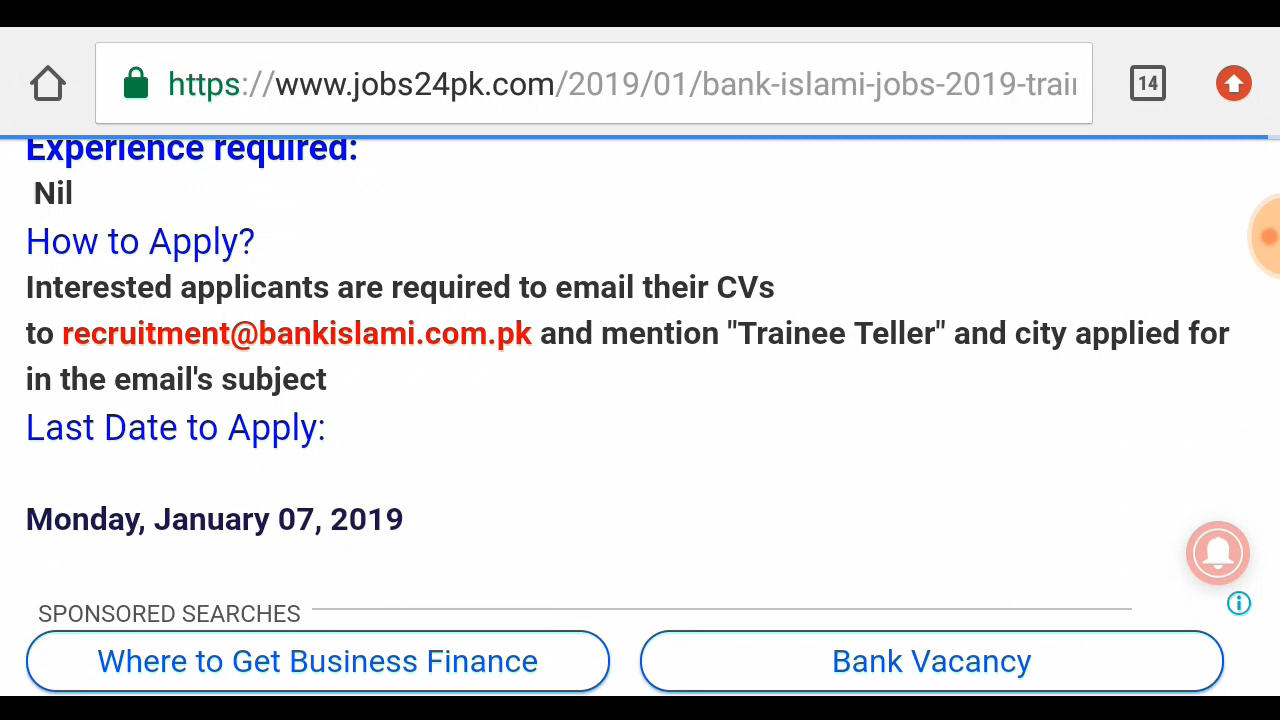 https://www.jobs24pk.com/2019/01/bank-islami-jobs-2019-train
14
Experience required:
Nil
How to Apply?
Interested applicants are required to email their CVs
to recruitment@bankislami.com.pk and mention "Trainee Teller" and city applied for
in the email's subject
Last Date to Apply:
Monday, January 07, 2019
SPONSORED SEARCHES
Where to Get Business Finance
Bank Vacancy